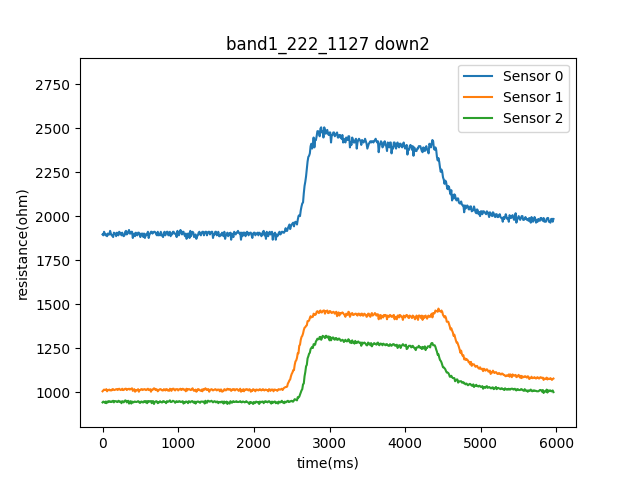 band1_222_1127 down2
Sensor 0
Sensor 1
Sensor 2
resistance(ohm)
2750
2500
2250
2000
1750
1500
1250
1000
0 1000 2000 3000 4000 5000 6000
time(ms)